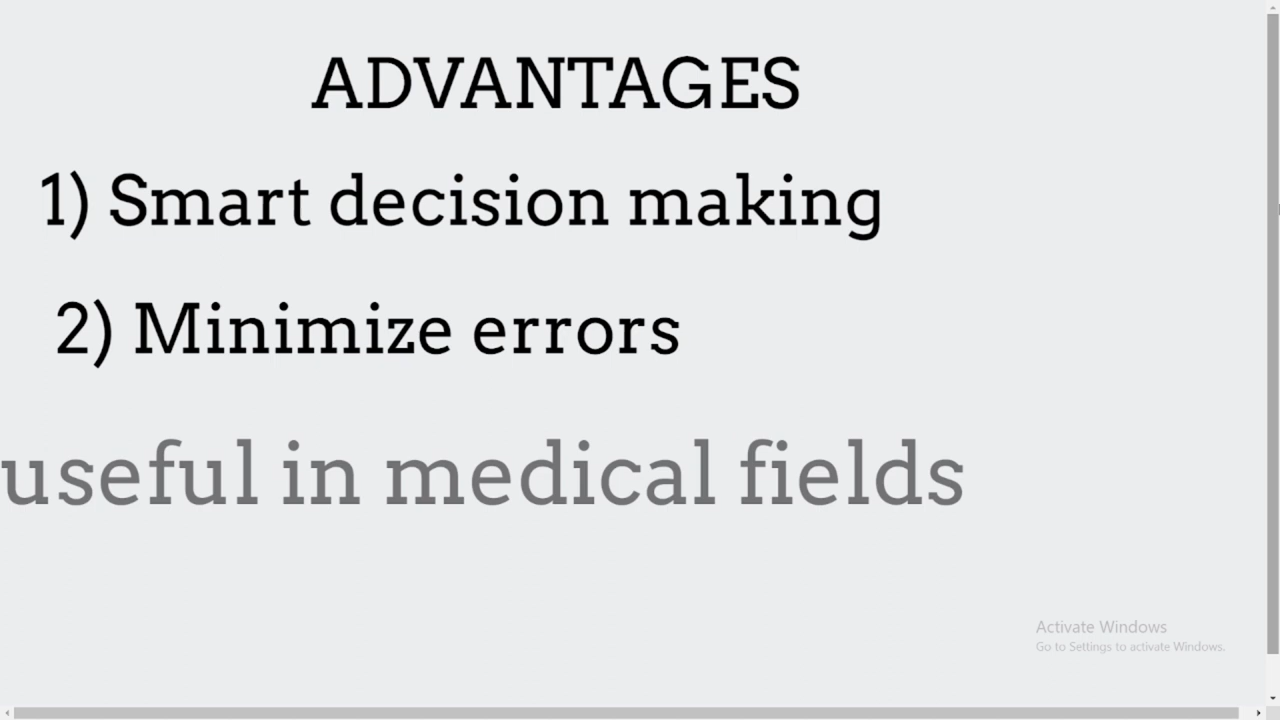 ADVANTAGES
1) Smart decision making
2) Minimize errors
useful in medical fields
Activate Windows
Go to Settings to activate Windows.